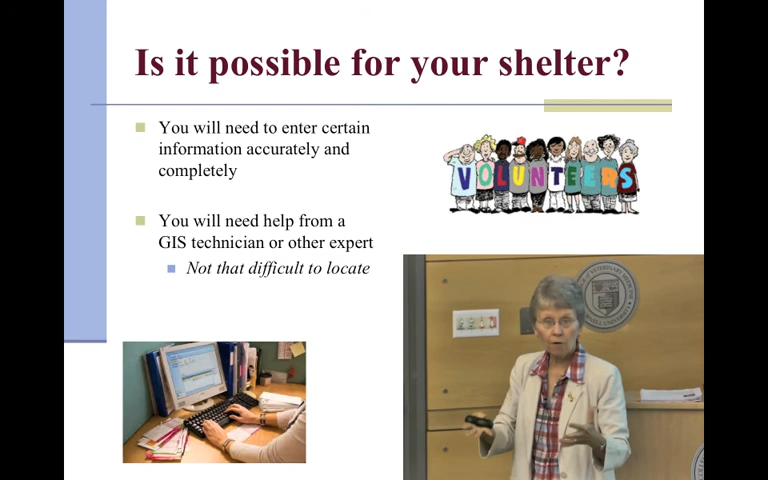 Is it possible for your shelter?
You will need to enter certain
information accurately and
completely
You will need help from a
GIS technician or other expert
Not that difficult to locate
VOLUNTEERS